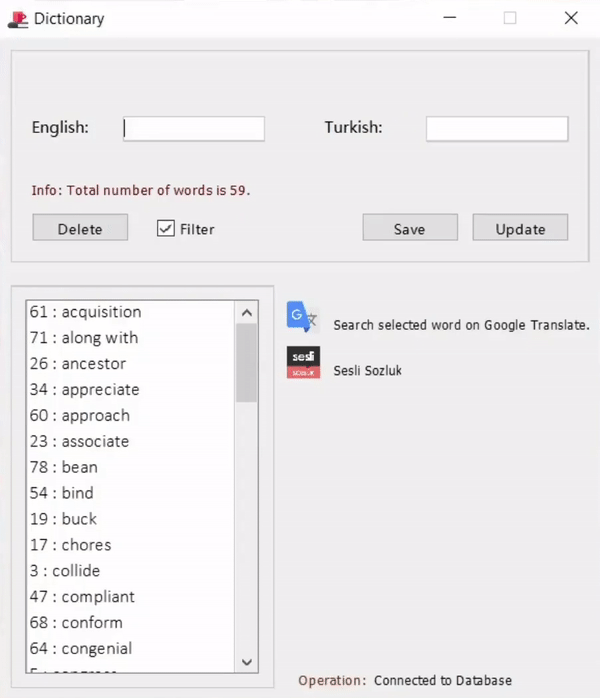 Dictionary
English:
Turkish:
Info: Total number of words is 59.
Delete
Filter
Save
Update
61 : acquisition
71 : along with
26 : ancestor
34 : appreciate
60 : approach
23 : associate
78 : bean
54 : bind
19 : buck
17 : chores
3 : collide
47 : compliant
68 : conform
64 : congenial
G
Search selected word on Google Translate.
sesli
SOZLUK
Sesli Sozluk
Operation: Connected to Database